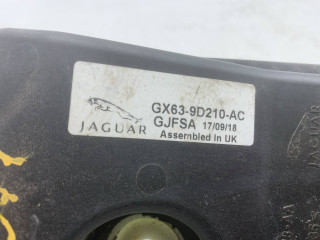 GX63-9D210-AC
GJFSA 17/09/18
JAGUAR Assembled in UK